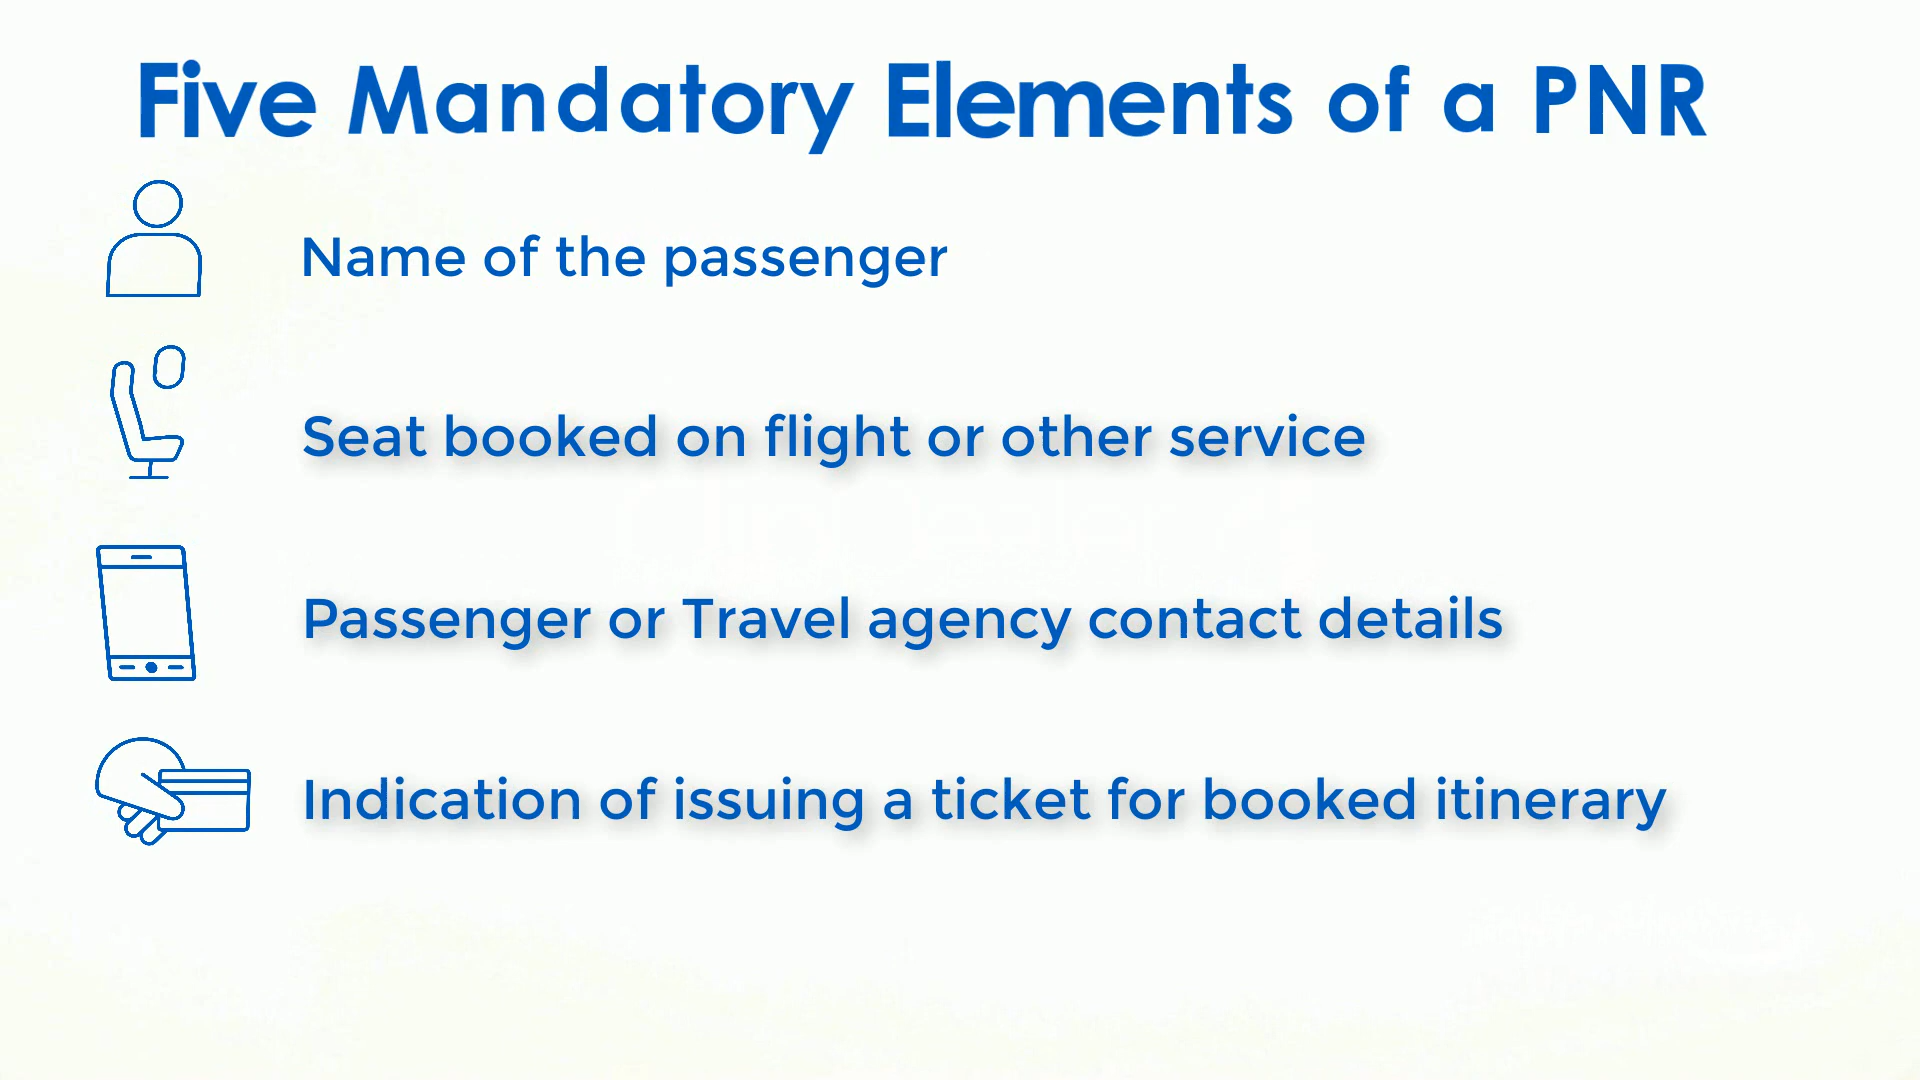 Five Mandatory Elements of a PNR
Name of the passenger
Seat booked on flight or other service
Passenger or Travel agency contact details
Indication of issuing a ticket for booked itinerary